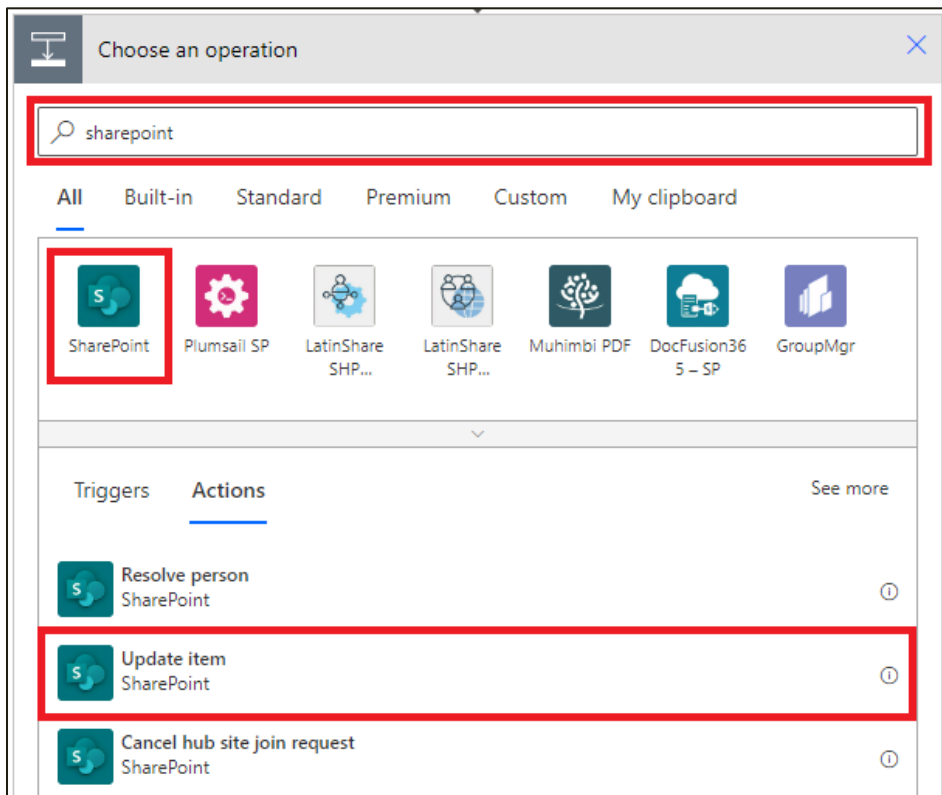 Choose an operation
sharepoint
All Built-in Standard Premium Custom My clipboard
SharePoint Plumsail SP LatinShare SHP... LatinShare SHP... Muhimbi PDF DocFusion36 5 – SP GroupMgr
Triggers Actions See more
Resolve person
SharePoint
Update item
SharePoint
Cancel hub site join request
SharePoint